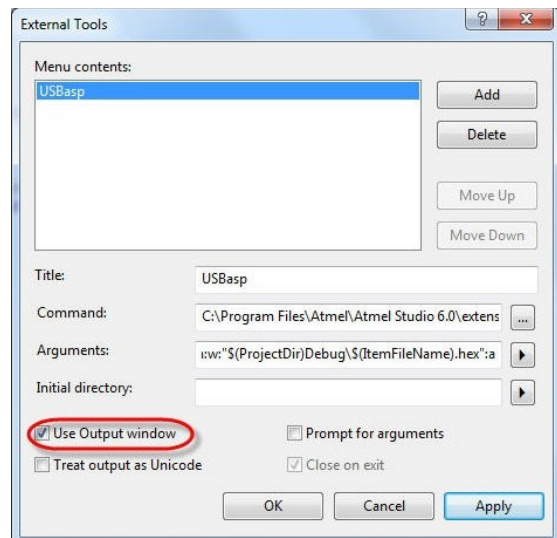 External Tools
Menu contents:
USBasp
Add
Delete
Move Up
Move Down
Title:
USBasp
Command:
C:\Program Files\Atmel\Atmel Studio 6.0\extens
...
Arguments:
:w:"$(ProjectDir)Debug\$(ItemFileName).hex":a
Initial directory:
Use Output window
Prompt for arguments
Treat output as Unicode
Close on exit
OK
Cancel
Apply